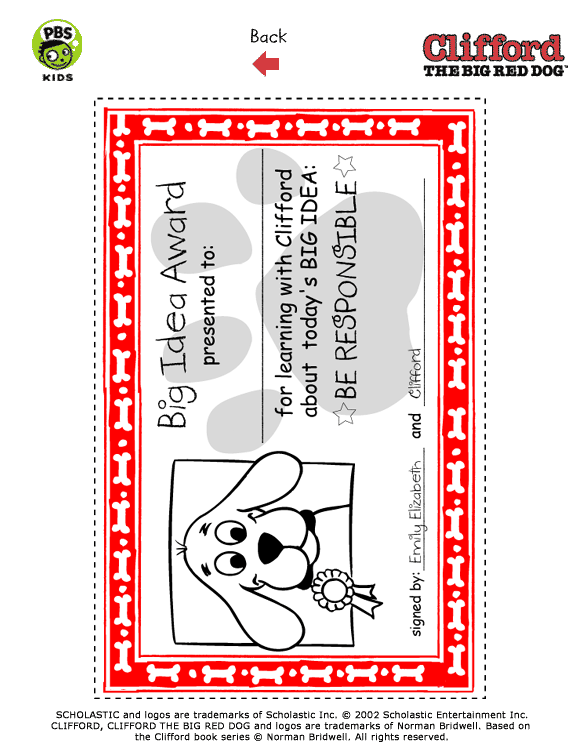 PBS
KIDS
Back
Clifford
THE BIG RED DOG
Big Idea Award
presented to:
for learning with Clifford
about today's BIG IDEA:
BE RESPONSIBLE
signed by: Emily Elizabeth and Clifford
SCHOLASTIC and logos are trademarks of Scholastic Inc. © 2002 Scholastic Entertainment Inc.
CLIFFORD, CLIFFORD THE BIG RED DOG and logos are trademarks of Norman Bridwell. Based on
the Clifford book series © Norman Bridwell. All rights reserved.